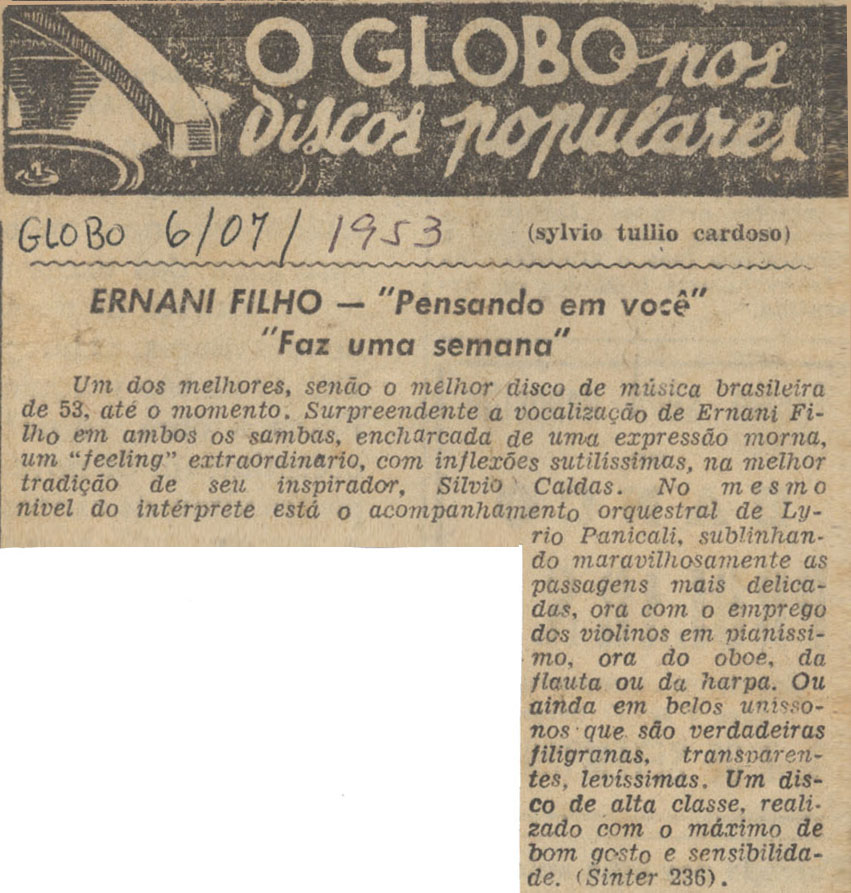 O GLOBO nos
discos populares
GLOBO 6/07/1953
(sylvio tullio cardoso)
ERNANI FILHO — "Pensando em você"
"Faz uma semana"
Um dos melhores, senão o melhor disco de música brasileira
de 53, até o momento. Surpreendente a vocalização de Ernani Fi-
lho em ambos os sambas, encharcada de uma expressão morna,
um "feeling" extraordinario, com inflexões sutilíssimas, na melhor
tradição de seu inspirador, Silvio Caldas. No mesmo
nivel do intérprete está o acompanhamento orquestral de Ly-
rio Panicali, sublinhan-
do maravilhosamente as
passagens mais delica-
das, ora com o emprego
dos violinos em pianissi-
mo, ora do oboe, da
flauta ou da harpa. Ou
ainda em belos unisso-
nos que são verdadeiras
filigranas, transparen-
tes, levíssimas. Um dis-
co de alta classe, reali-
zado com o máximo de
bom gosto e sensibilida-
de. (Sinter 236).